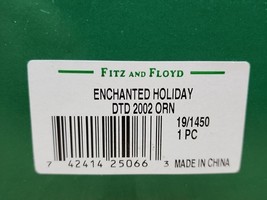 FITZ AND FLOYD
ENCHANTED HOLIDAY
DTD 2002 ORN
19/1450
1 PC
7 42414 25066 3
MADE IN CHINA